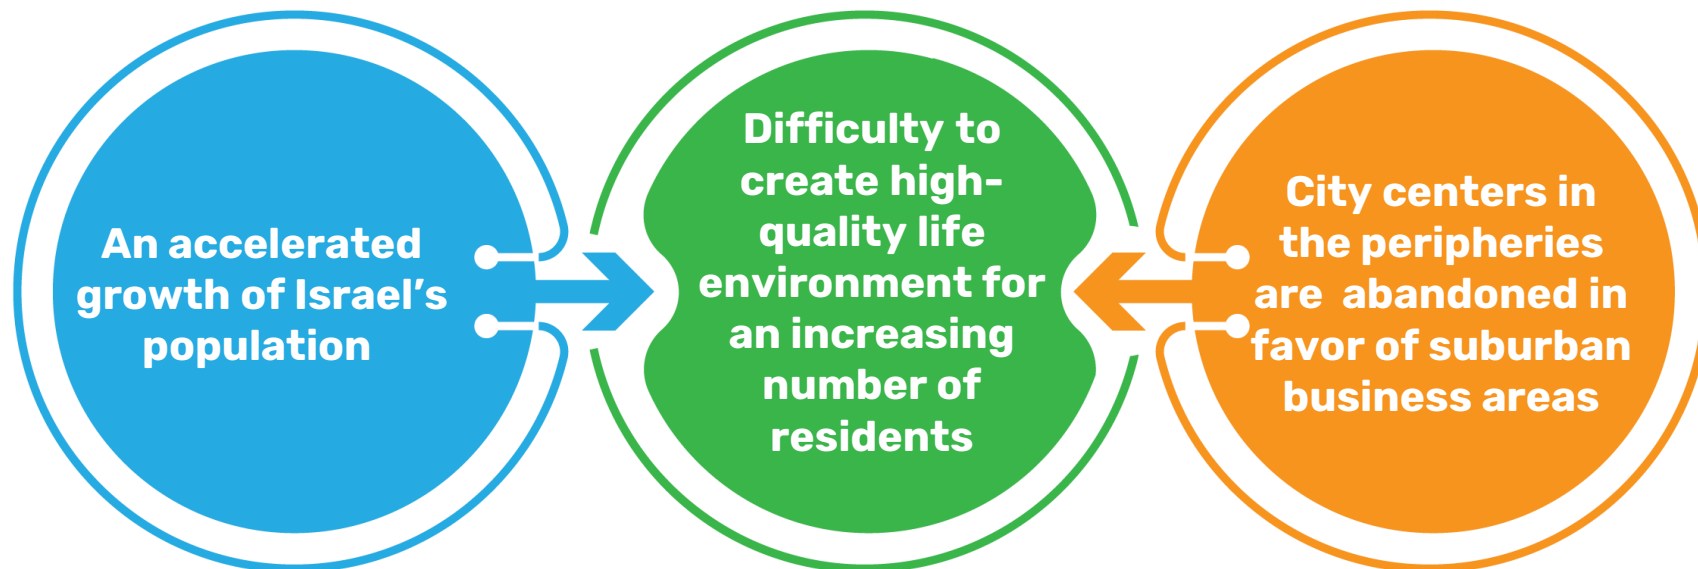 An accelerated
growth of Israel's
population
Difficulty to
create high-
quality life
environment for
an increasing
number of
residents
City centers in
the peripheries
are abandoned in
favor of suburban
business areas